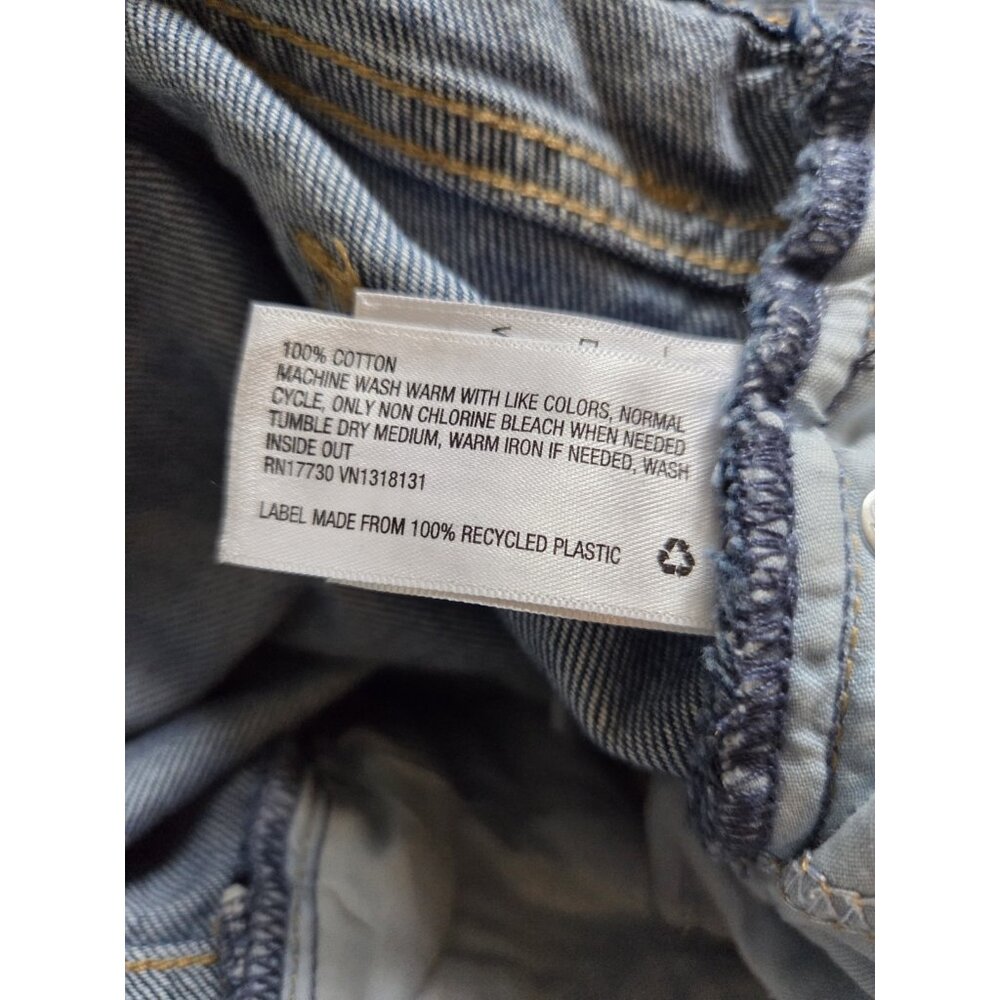 100% COTTON
MACHINE WASH WARM WITH LIKE COLORS, NORMAL
CYCLE, ONLY NON CHLORINE BLEACH WHEN NEEDED
TUMBLE DRY MEDIUM, WARM IRON IF NEEDED, WASH
INSIDE OUT
RN17730 VN1318131
LABEL MADE FROM 100% RECYCLED PLASTIC